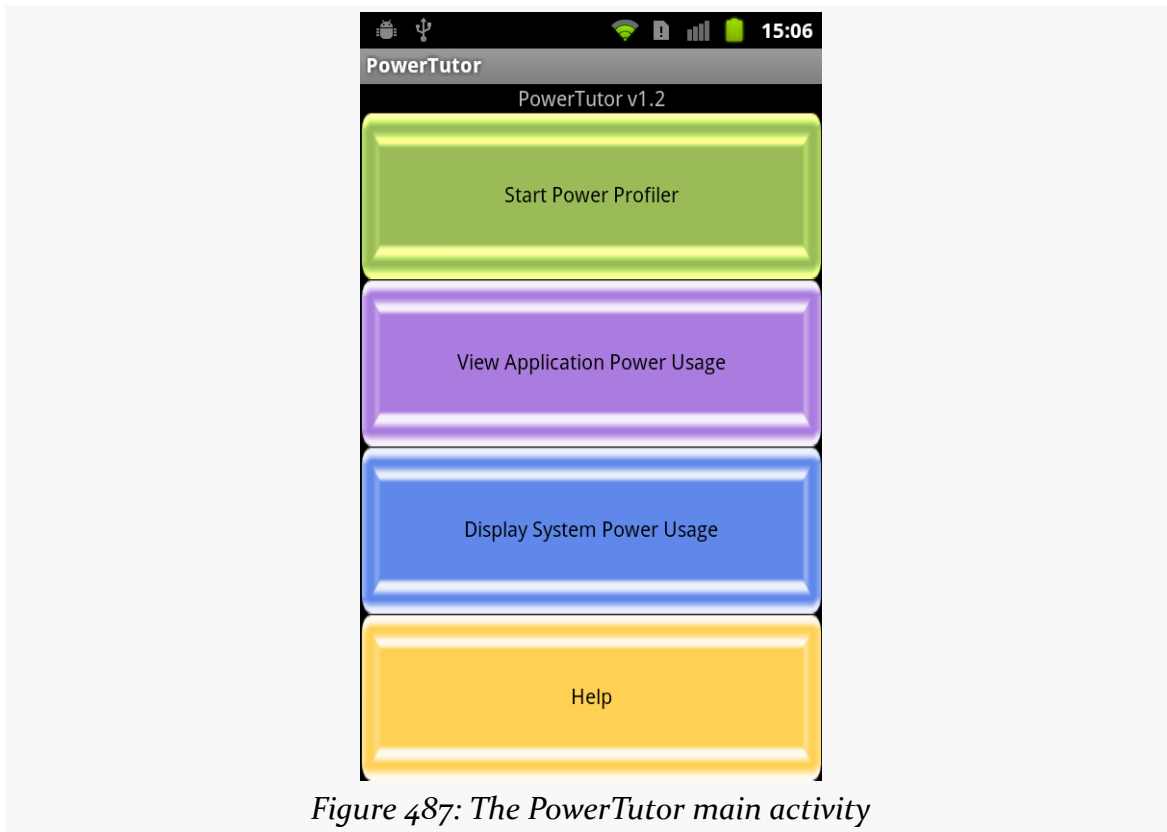 15:06
PowerTutor
PowerTutor v1.2
Start Power Profiler
View Application Power Usage
Display System Power Usage
Help
Figure 487: The PowerTutor main activity